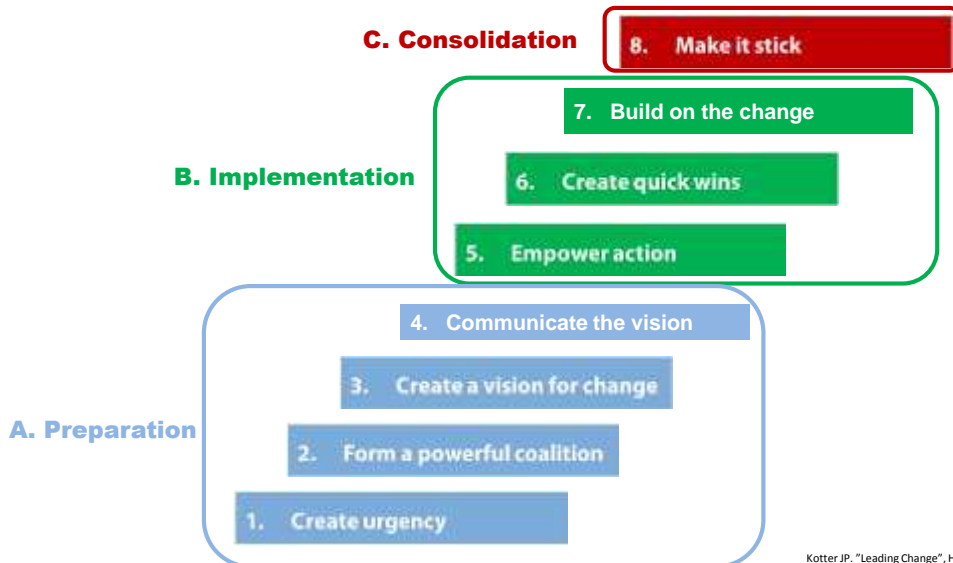 C. Consolidation
8. Make it stick
7. Build on the change
B. Implementation
6. Create quick wins
5. Empower action
4. Communicate the vision
3. Create a vision for change
A. Preparation
2. Form a powerful coalition
1. Create urgency
Kotter JP. "Leading Change", H